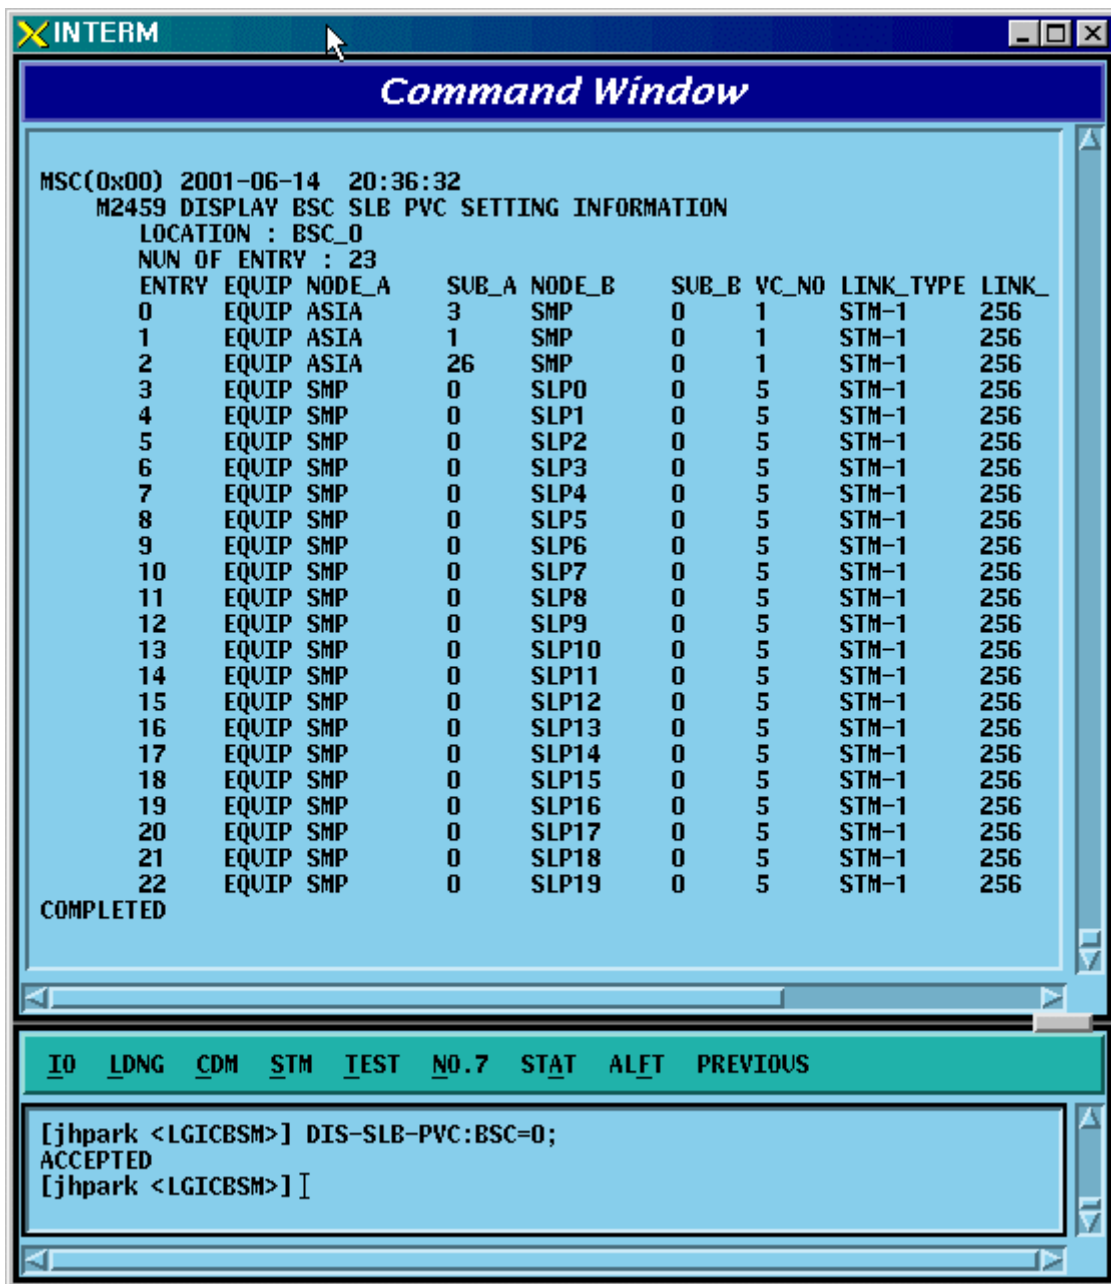 INTERM
Command Window
MSC(0x00) 2001-06-14 20:36:32
M2459 DISPLAY BSC SLB PVC SETTING INFORMATION
LOCATION : BSC_0
NUN OF ENTRY : 23
ENTRY EQUIP NODE_A SUB_A NODE_B SUB_B VC_NO LINK_TYPE LINK_
0 EQUIP ASIA 3 SMP 0 1 STM-1 256
1 EQUIP ASIA 1 SMP 0 1 STM-1 256
2 EQUIP ASIA 26 SMP 0 1 STM-1 256
3 EQUIP SMP 0 SLP0 0 5 STM-1 256
4 EQUIP SMP 0 SLP1 0 5 STM-1 256
5 EQUIP SMP 0 SLP2 0 5 STM-1 256
6 EQUIP SMP 0 SLP3 0 5 STM-1 256
7 EQUIP SMP 0 SLP4 0 5 STM-1 256
8 EQUIP SMP 0 SLP5 0 5 STM-1 256
9 EQUIP SMP 0 SLP6 0 5 STM-1 256
10 EQUIP SMP 0 SLP7 0 5 STM-1 256
11 EQUIP SMP 0 SLP8 0 5 STM-1 256
12 EQUIP SMP 0 SLP9 0 5 STM-1 256
13 EQUIP SMP 0 SLP10 0 5 STM-1 256
14 EQUIP SMP 0 SLP11 0 5 STM-1 256
15 EQUIP SMP 0 SLP12 0 5 STM-1 256
16 EQUIP SMP 0 SLP13 0 5 STM-1 256
17 EQUIP SMP 0 SLP14 0 5 STM-1 256
18 EQUIP SMP 0 SLP15 0 5 STM-1 256
19 EQUIP SMP 0 SLP16 0 5 STM-1 256
20 EQUIP SMP 0 SLP17 0 5 STM-1 256
21 EQUIP SMP 0 SLP18 0 5 STM-1 256
22 EQUIP SMP 0 SLP19 0 5 STM-1 256
COMPLETED
IO LDNG CDM STM TEST NO.7 STAT ALFT PREVIOUS
[jhpark <LGICBSM>] DIS-SLB-PVC:BSC=0;
ACCEPTED
[jhpark <LGICBSM>]